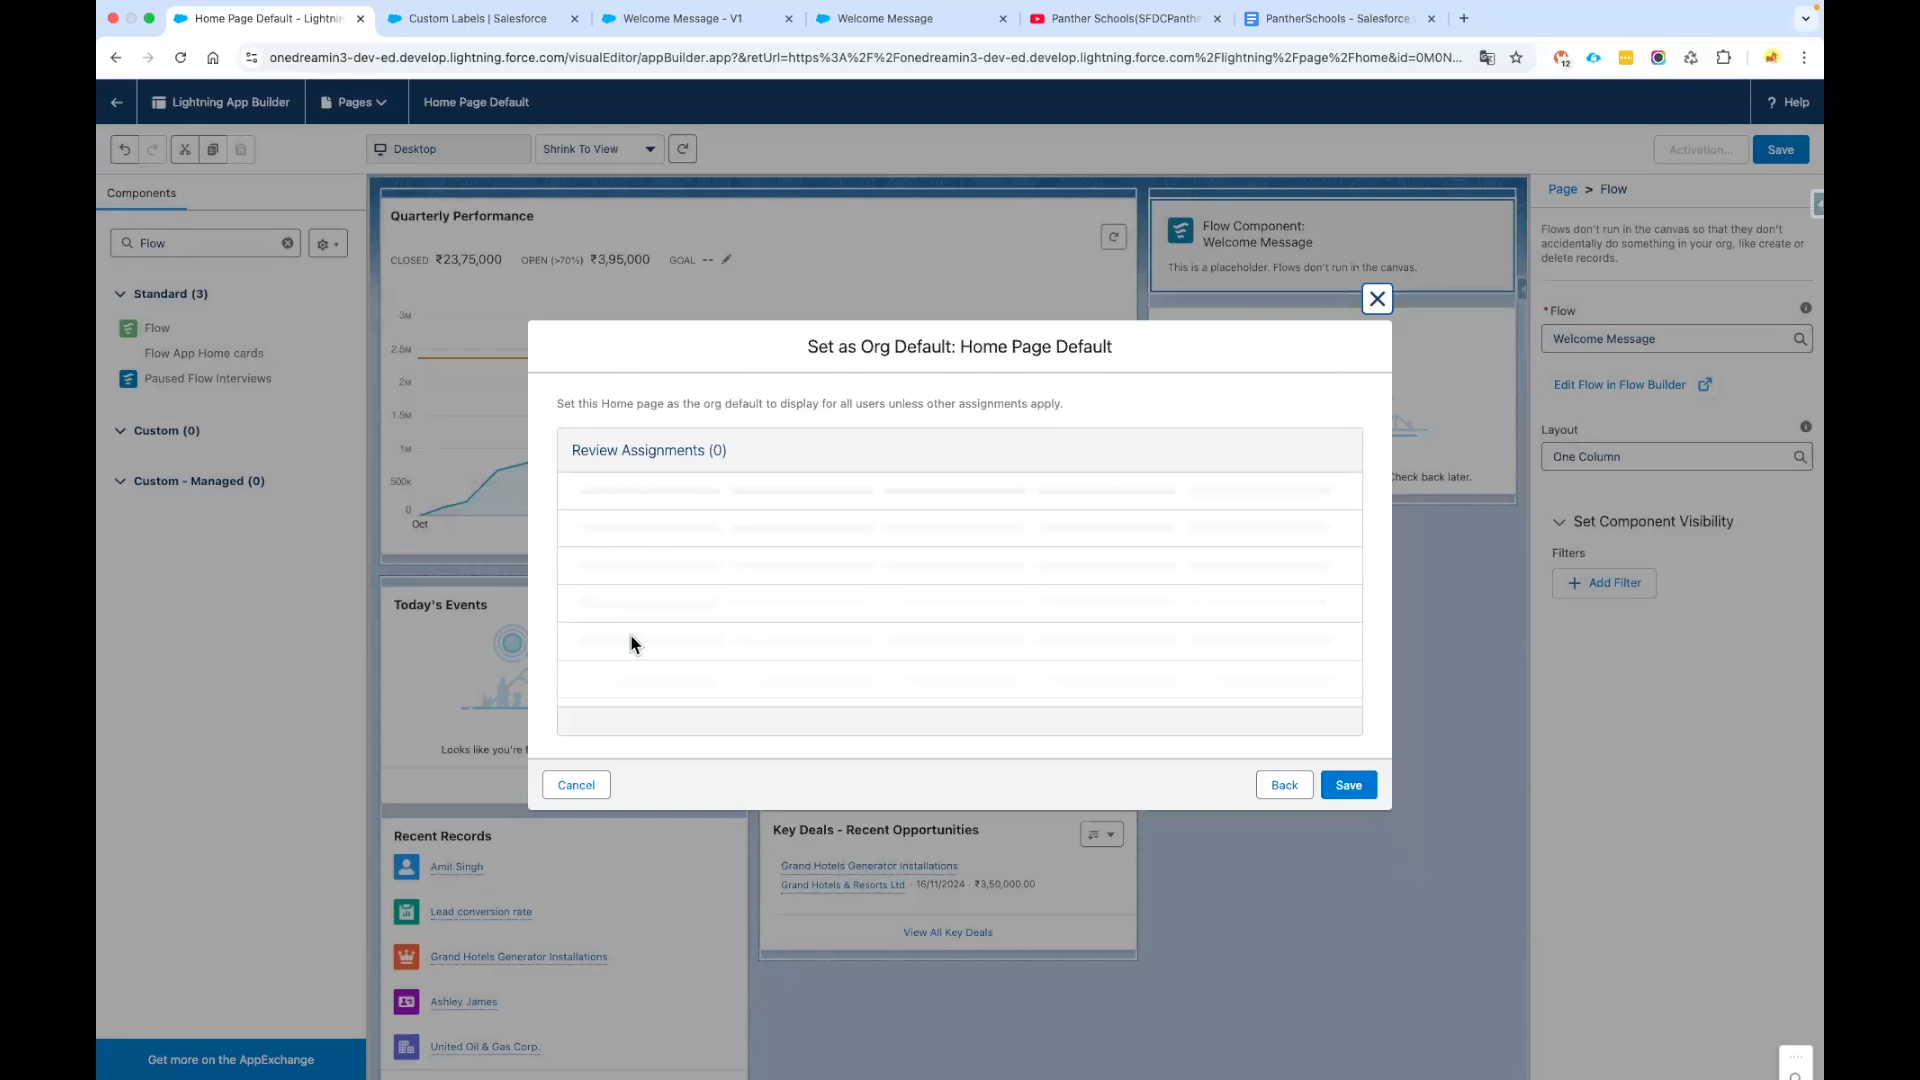 Home Page Default - Lightnin
Custom Labels | Salesforce
Welcome Message - V1
Welcome Message
Panther Schools(SFDCPanthe
PantherSchools - Salesforce
onedreamin3-dev-ed.develop.lightning.force.com/visualEditor/appBuilder.app?&retUrl=https%3A%2F%2Fonedreamin3-dev-ed.develop.lightning.force.com%2Flightning%2Fpage%2Fhome&id=0M0N...
12
Lightning App Builder
Pages
Home Page Default
? Help
Desktop
Shrink To View
Activation...
Save
Components
Flow
Standard (3)
Flow
Flow App Home cards
Paused Flow Interviews
Custom (0)
Custom - Managed (0)
Get more on the AppExchange
Quarterly Performance
CLOSED ₹23,75,000 OPEN (>70%) ₹3,95,000 GOAL --
3M
2.5M
2M
1.5M
1M
500K
0
Oct
Flow Component:
Welcome Message
This is a placeholder. Flows don't run in the canvas.
Check back later.
Set as Org Default: Home Page Default
Set this Home page as the org default to display for all users unless other assignments apply.
Review Assignments (0)
Cancel
Back
Save
Today's Events
Looks like you're f
Recent Records
Amit Singh
Lead conversion rate
Grand Hotels Generator Installations
Ashley James
United Oil & Gas Corp.
Key Deals - Recent Opportunities
Grand Hotels Generator Installations
Grand Hotels & Resorts Ltd · 16/11/2024 · ₹3,50,000.00
View All Key Deals
Page > Flow
Flows don't run in the canvas so that they don't
accidentally do something in your org, like create or
delete records.
* Flow
Welcome Message
Edit Flow in Flow Builder
Layout
One Column
Set Component Visibility
Filters
+ Add Filter